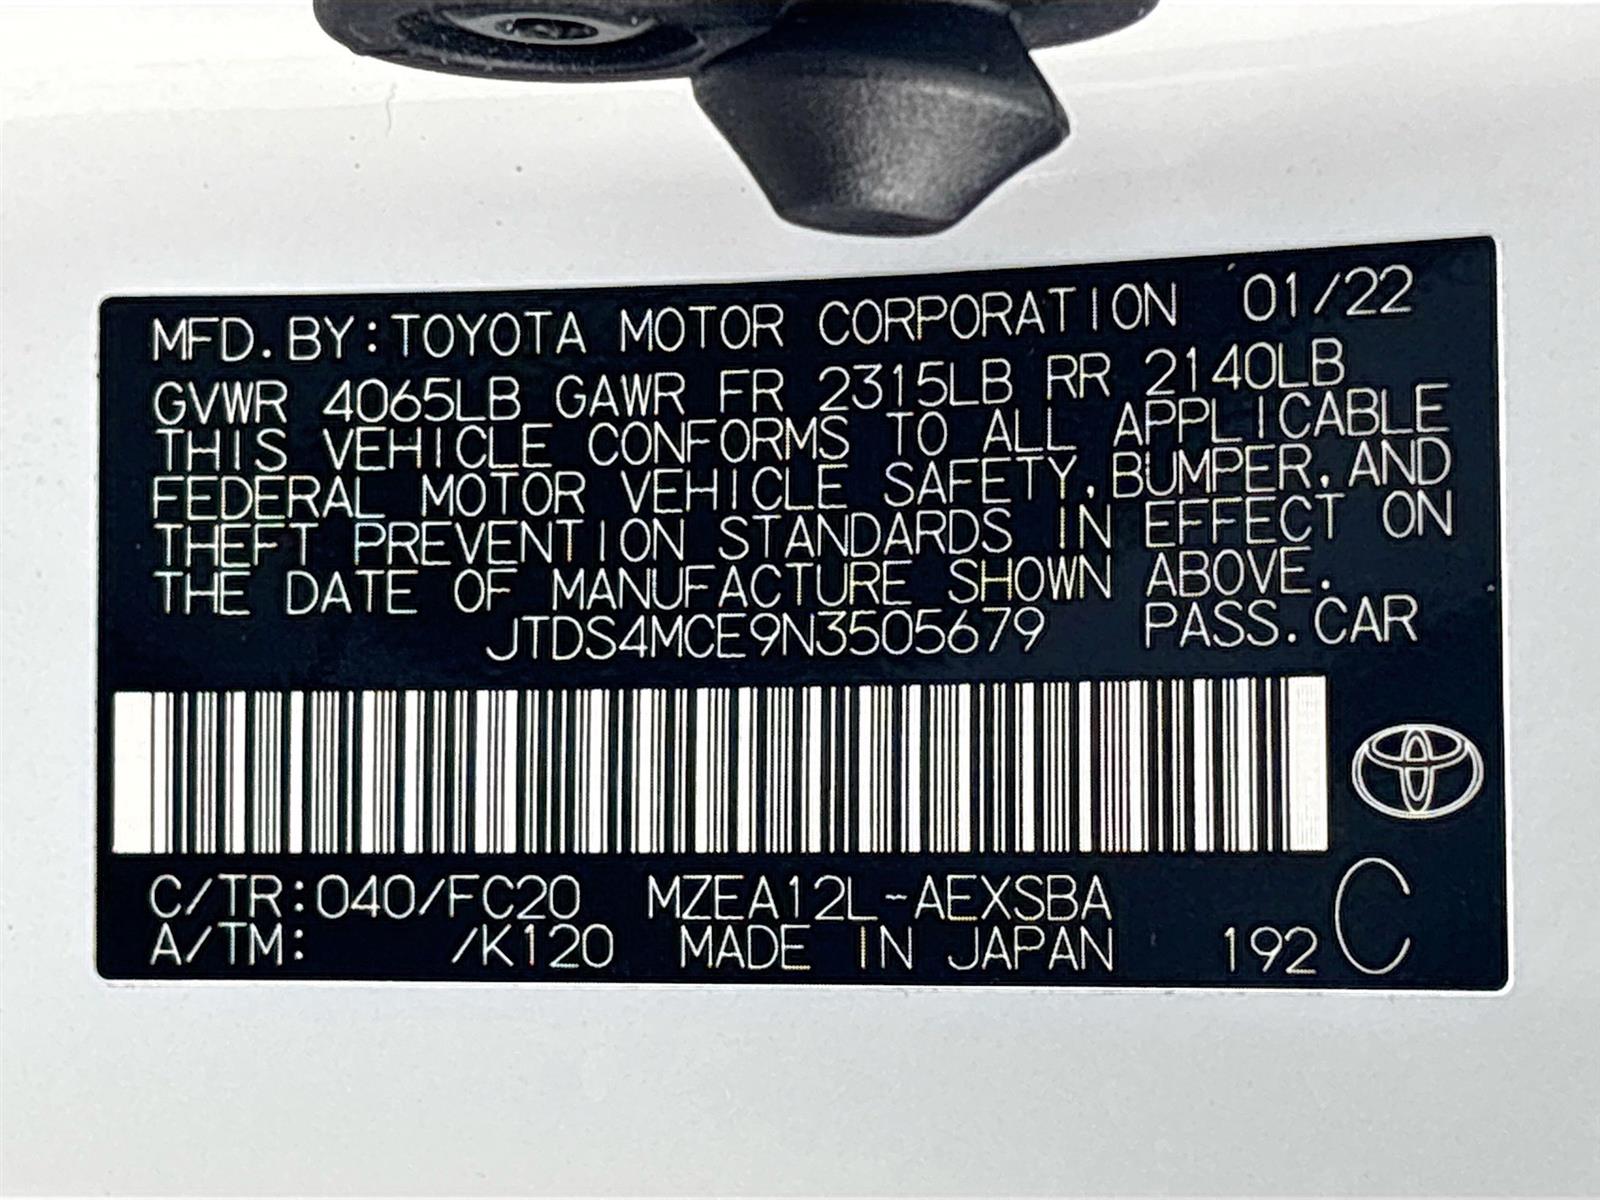 MFD. BY: TOYOTA MOTOR CORPORATION 01/22
GVWR 4065LB GAWR FR 2315LB RR 2140LB
THIS VEHICLE CONFORMS TO ALL APPLICABLE
FEDERAL MOTOR VEHICLE SAFETY, BUMPER, AND
THEFT PREVENTION STANDARDS IN EFFECT ON
THE DATE OF MANUFACTURE SHOWN ABOVE.
JTDS4MCE9N3505679 PASS. CAR
C/TR: 040/FC20 MZEA12L-AEXSBA
A/TM: /K120 MADE IN JAPAN 192 C